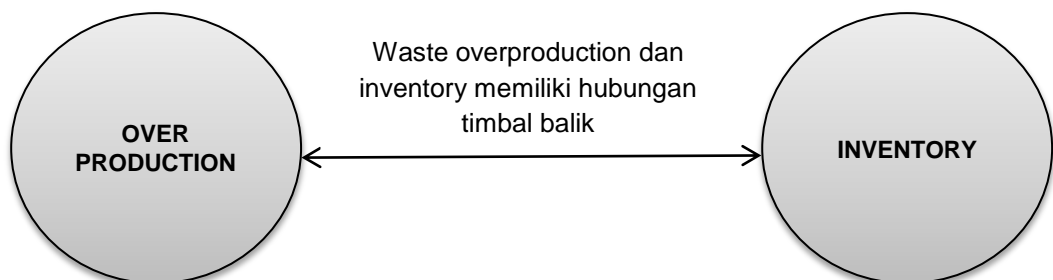 Waste overproduction dan
inventory memiliki hubungan
timbal balik
OVER
PRODUCTION
INVENTORY